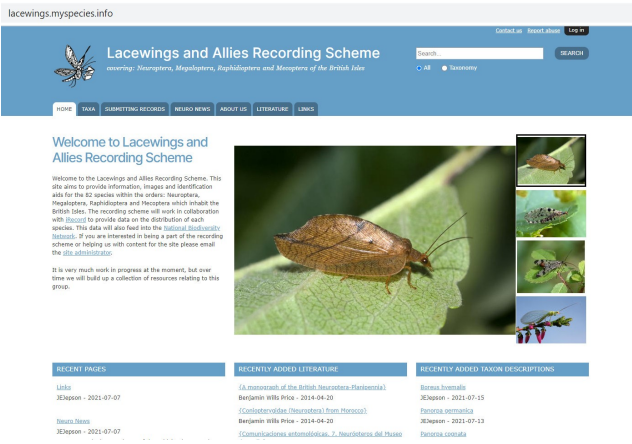 lacewings.myspecies.info
Contact us Report abuse Log in
Lacewings and Allies Recording Scheme
covering: Neuroptera, Megaloptera, Raphidioptera and Mecoptera of the British Isles
Search... SEARCH
All Taxonomy
HOME TAXA SUBMITTING RECORDS NEURO NEWS ABOUT US LITERATURE LINKS
Welcome to Lacewings and
Allies Recording Scheme
Welcome to the Lacewings and Allies Recording Scheme. This
site aims to provide information, images and identification
aids for the 82 species within the orders: Neuroptera,
Megaloptera, Raphidioptera and Mecoptera which inhabit the
British Isles. The recording scheme will work in collaboration
with iRecord to provide data on the distribution of each
species. This data will also feed into the National Biodiversity
Network. If you are interested in being a part of the recording
scheme or helping us with content for the site please email
the site administrator.
It is very much work in progress at the moment, but over
time we will build up a collection of resources relating to this
group.
RECENT PAGES
Links
JEJepson - 2021-07-07
Neuro News
JEJepson - 2021-07-07
RECENTLY ADDED LITERATURE
(A monograph of the British Neuroptera-Planipennia)
Benjamin Wills Price - 2014-04-20
(Coniopterygidae (Neuroptera) from Morocco)
Benjamin Wills Price - 2014-04-20
(Comunicaciones entomológicas. 7. Neurópteros del Museo
RECENTLY ADDED TAXON DESCRIPTIONS
Boreus hyemalis
JEJepson - 2021-07-15
Panorpa germanica
JEJepson - 2021-07-13
Panorpa cognata